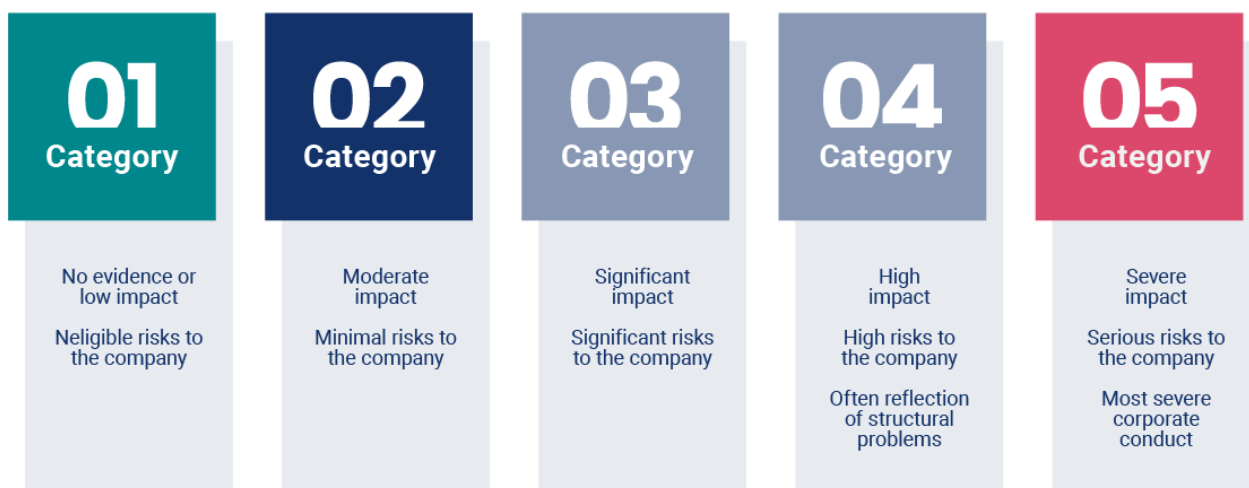 01
Category
No evidence or
low impact
Neligible risks to
the company
02
Category
Moderate
impact
Minimal risks to
the company
03
Category
Significant
impact
Significant risks
to the company
04
Category
High
impact
High risks to
the company
Often reflection
of structural
problems
05
Category
Severe
impact
Serious risks to
the company
Most severe
corporate
conduct